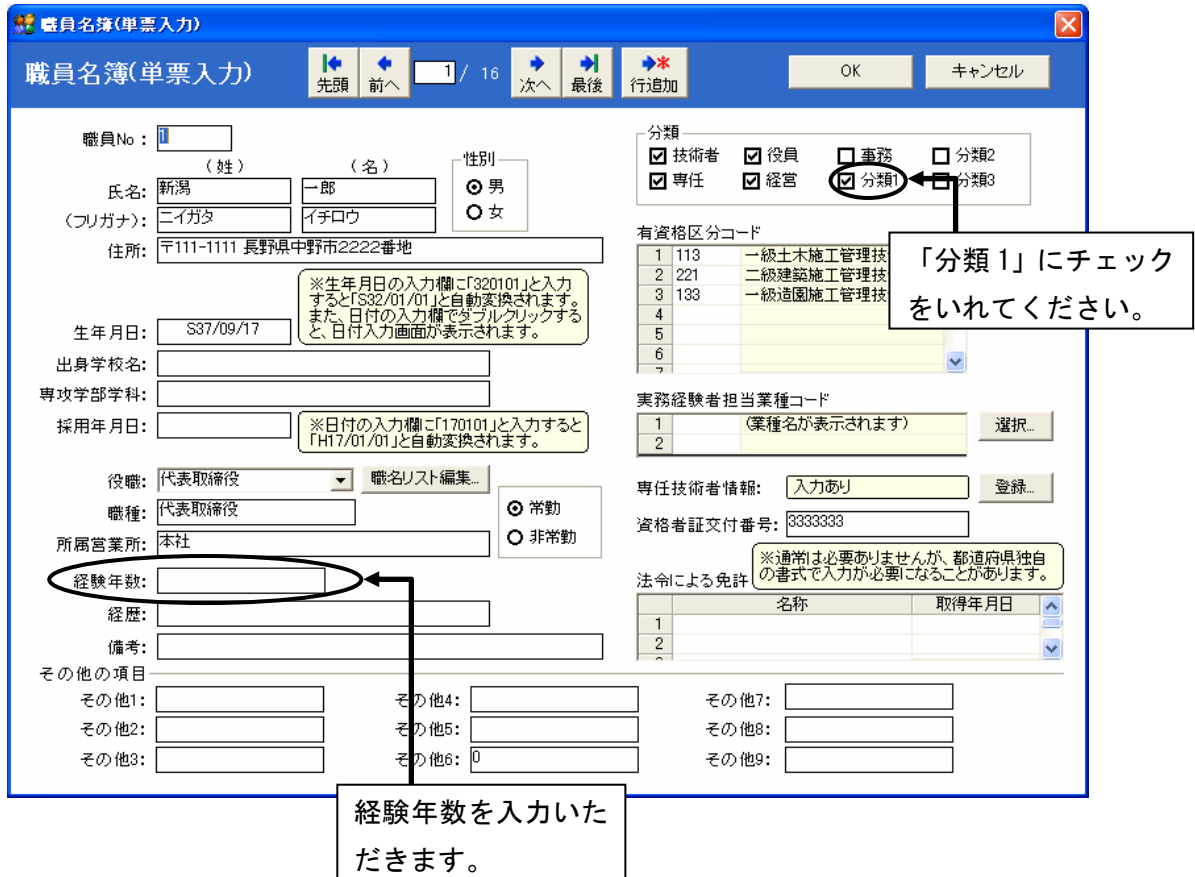 職員名簿(単票入力)
職員名簿(単票入力)
先頭 前へ 1 / 16 次へ 最後 行追加 OK キャンセル
職員No: 1
(姓) (名)
氏名: 新潟 一郎
(フリガナ): ニイガタ イチロウ
性別
男
女
住所: 〒111-1111 長野県中野市2222番地
※生年月日の入力欄に「320101」と入力
すると「S32/01/01」と自動変換されます。
また、日付の入力欄でダブルクリックする
と、日付入力画面が表示されます。
生年月日: S37/09/17
出身学校名:
専攻学部学科:
採用年月日:
※日付の入力欄に「170101」と入力すると
「H17/01/01」と自動変換されます。
役職: 代表取締役 職名リスト編集...
職種: 代表取締役
常勤
非常勤
所属営業所: 本社
経験年数:
経歴:
備考:
分類
技術者 役員 事務 分類2
専任 経営 分類1 分類3
「分類1」にチェック
をいれてください。
有資格区分コード
1 113 一級土木施工管理技
2 221 二級建築施工管理技
3 133 一級造園施工管理技
4
5
6
実務経験者担当業種コード
1 (業種名が表示されます) 選択...
2
専任技術者情報: 入力あり 登録...
資格者証交付番号: 3333333
※通常は必要ありませんが、都道府県独自
の書式で入力が必要になることがあります。
法令による免許
名称 取得年月日
1
2
その他の項目
その他1: その他4: その他7:
その他2: その他5: その他8:
その他3: その他6: 0 その他9:
経験年数を入力いた
だきます。